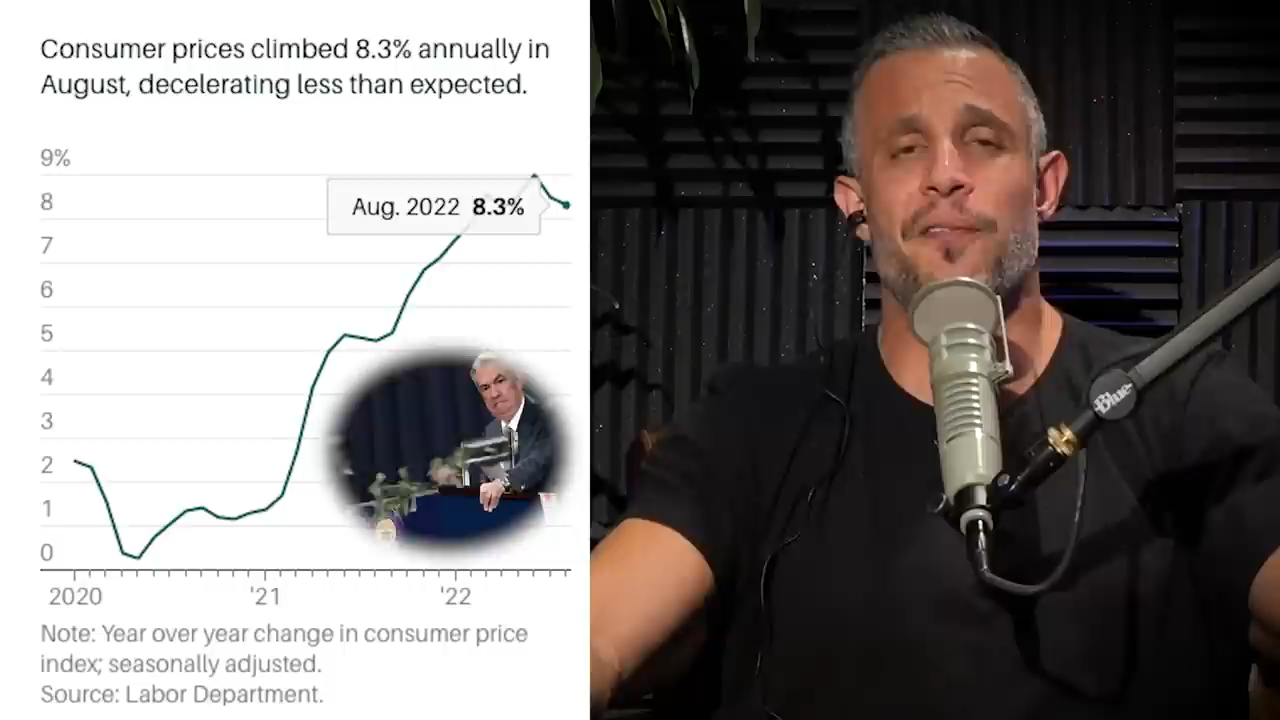 Consumer prices climbed 8.3% annually in
August, decelerating less than expected.
9%
8
Aug. 2022 8.3%
7
6
5
4
3
2
1
0
2020 '21 '22
Note: Year over year change in consumer price
index; seasonally adjusted.
Source: Labor Department.
Blue